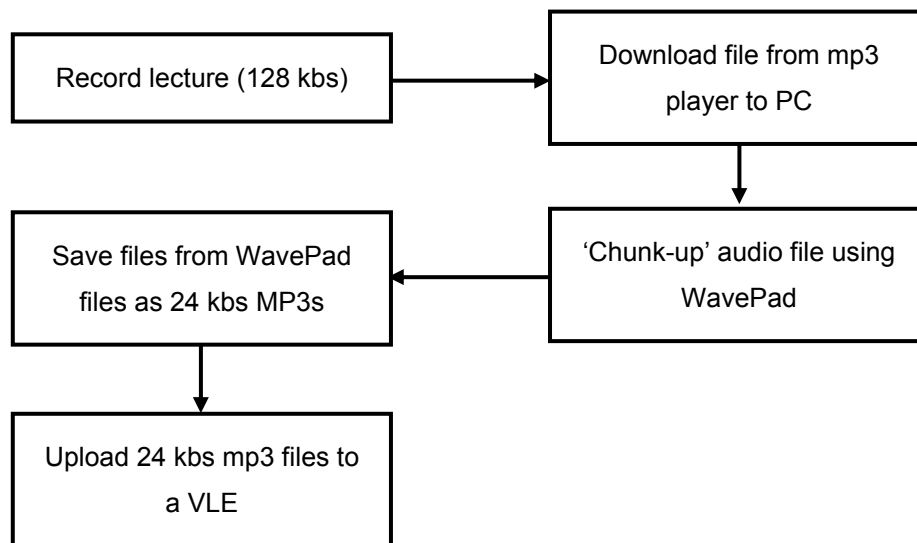 Record lecture (128 kbs)
Download file from mp3
player to PC
‘Chunk-up’ audio file using
WavePad
Save files from WavePad
files as 24 kbs MP3s
Upload 24 kbs mp3 files to
a VLE